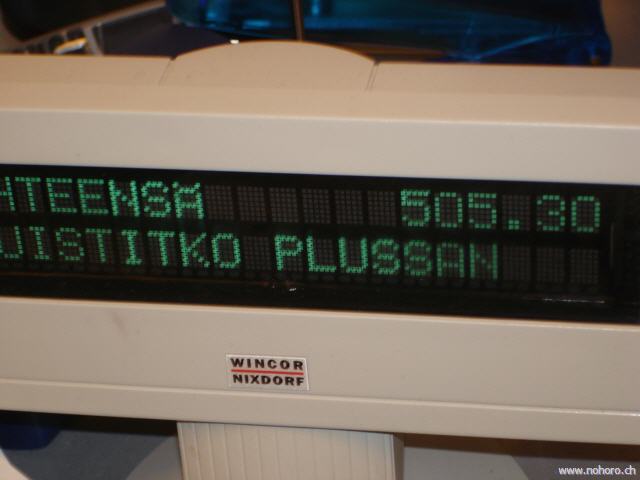 HTEENSÄ 505.30
UISTITKO PLUSSAN
WINCOR
NIXDORF
www.nohoro.ch